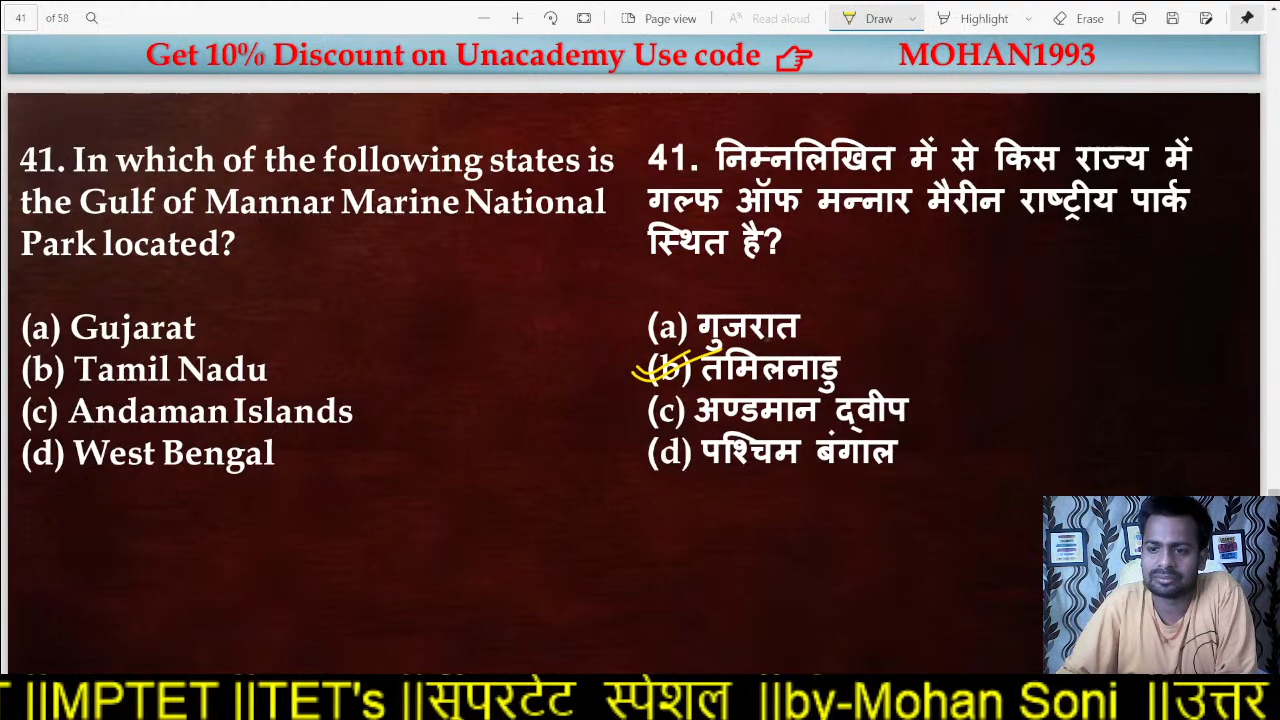 41 of 58 Page view Read aloud Draw Highlight Erase
Get 10% Discount on Unacademy Use code MOHAN1993
41. In which of the following states is
the Gulf of Mannar Marine National
Park located?
(a) Gujarat
(b) Tamil Nadu
(c) Andaman Islands
(d) West Bengal
41. निम्नलिखित में से किस राज्य में
गल्फ ऑफ मन्नार मैरीन राष्ट्रीय पार्क
स्थित है?
(a) गुजरात
(b) तमिलनाडु
(c) अण्डमान द्वीप
(d) पश्चिम बंगाल
||MPTET ||TET's ||सुपरटेट स्पेशल ||by-Mohan Soni ||उत्तर